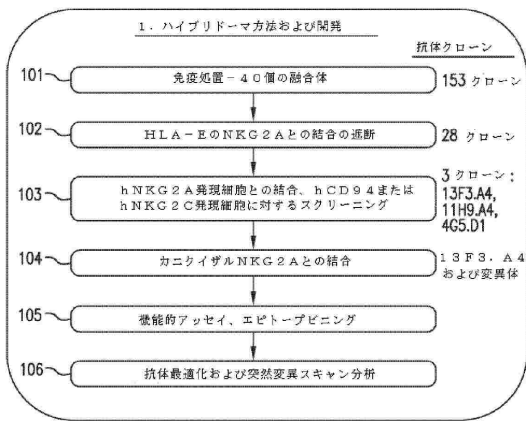 1．ハイブリドーマ方法および開発
抗体クローン
101
免疫処置－40個の融合体
153 クローン
102
HLA－EのNKG2Aとの結合の遮断
28 クローン
103
hNKG2A発現細胞との結合、hCD94または
hNKG2C発現細胞に対するスクリーニング
3 クローン：
13F3.A4,
11H9.A4,
4G5.D1
104
カニクイザルNKG2Aとの結合
13F3．A4
および変異体
105
機能的アッセイ、エピトープビニング
106
抗体最適化および突然変異スキャン分析